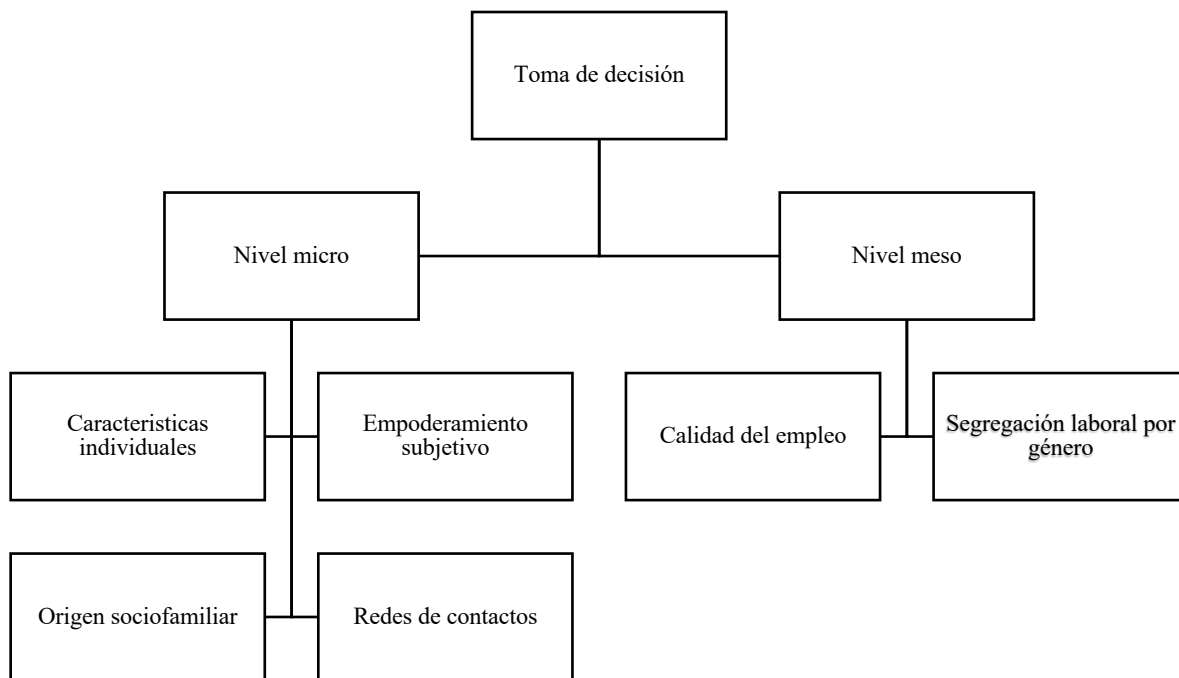 Toma de decisión
Nivel micro
Nivel meso
Caracteristicas
individuales
Empoderamiento
subjetivo
Calidad del empleo
Segregación laboral por
género
Origen sociofamiliar
Redes de contactos